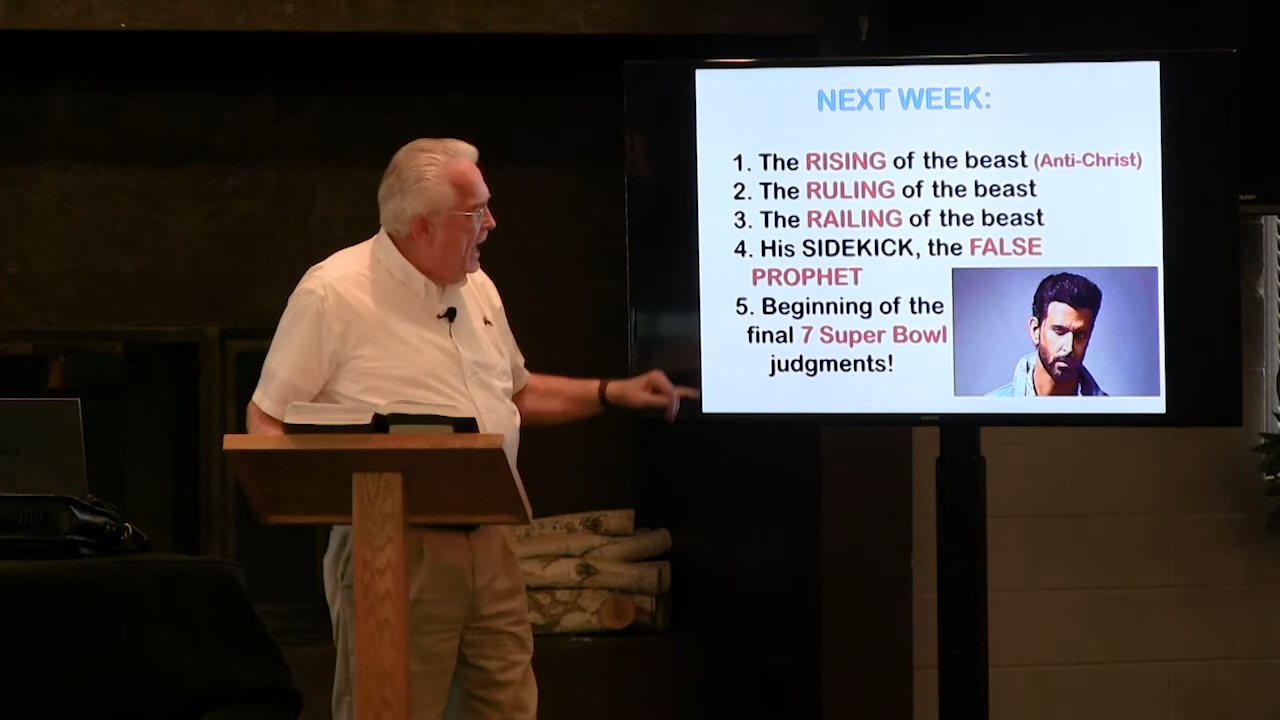 NEXT WEEK:
1. The RISING of the beast (Anti-Christ)
2. The RULING of the beast
3. The RAILING of the beast
4. His SIDEKICK, the FALSE
PROPHET
5. Beginning of the
final 7 Super Bowl
judgments!